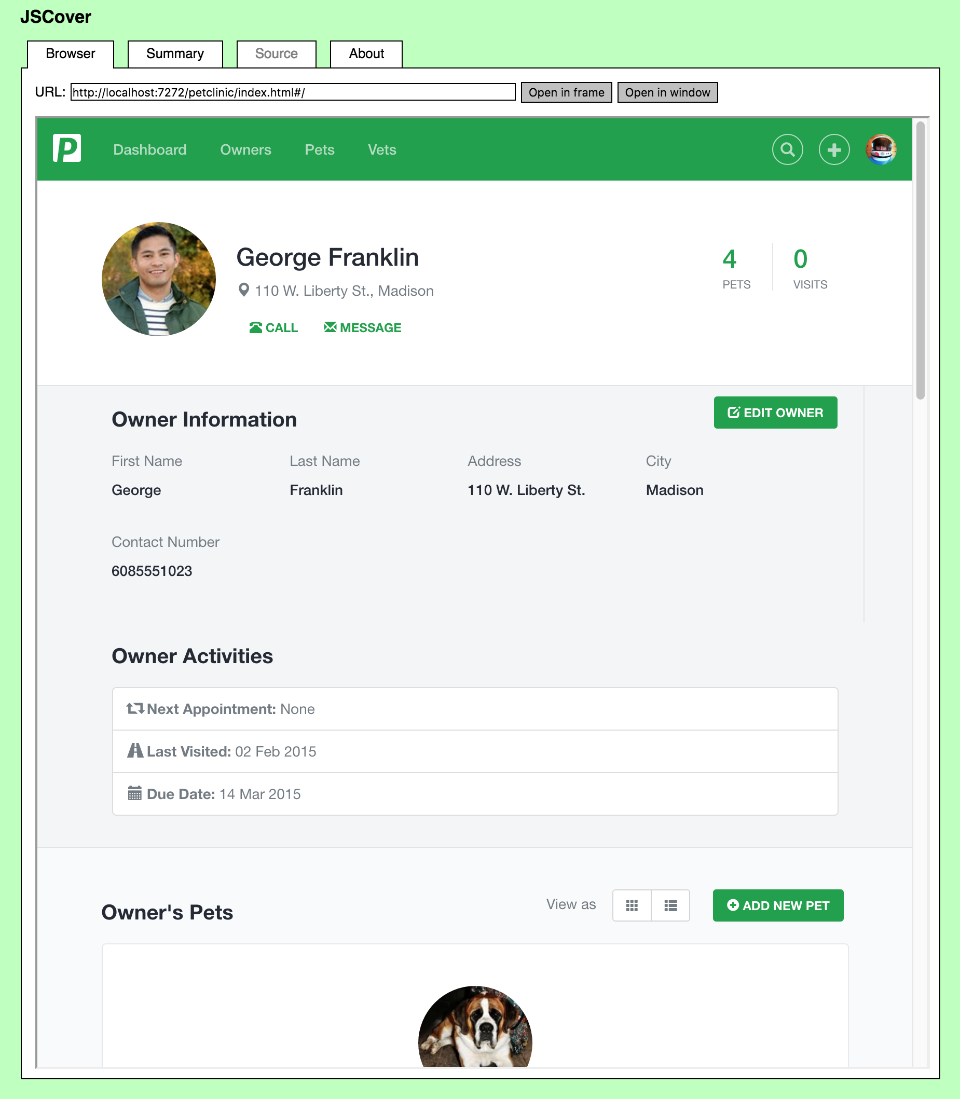 JSCover
Browser Summary Source About
URL: http://localhost:7272/petclinic/index.html#/ Open in frame Open in window
P Dashboard Owners Pets Vets
George Franklin
110 W. Liberty St., Madison
CALL MESSAGE
4 0
PETS VISITS
Owner Information EDIT OWNER
First Name Last Name Address City
George Franklin 110 W. Liberty St. Madison
Contact Number
6085551023
Owner Activities
Next Appointment: None
Last Visited: 02 Feb 2015
Due Date: 14 Mar 2015
Owner's Pets View as ADD NEW PET